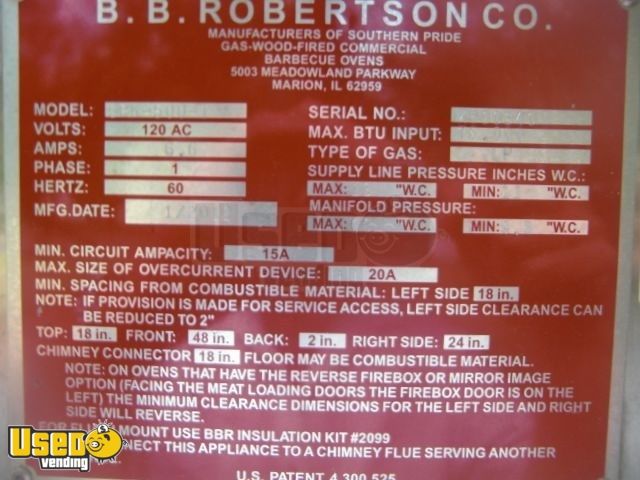 B. B. ROBERTSON CO.
MANUFACTURERS OF SOUTHERN PRIDE
GAS-WOOD-FIRED COMMERCIAL
BARBECUE OVENS
5003 MEADOWLAND PARKWAY
MARION, IL 62959
MODEL:
VOLTS: 120 AC
AMPS:
PHASE: 1
HERTZ: 60
MFG.DATE:
SERIAL NO.:
MAX. BTU INPUT:
TYPE OF GAS:
SUPPLY LINE PRESSURE INCHES W.C.:
MAX: "W.C. MIN: "W.C.
MANIFOLD PRESSURE:
MAX: "W.C. MIN: "W.C.
MIN. CIRCUIT AMPACITY: 15A
MAX. SIZE OF OVERCURRENT DEVICE: 20A
MIN. SPACING FROM COMBUSTIBLE MATERIAL: LEFT SIDE 18 in.
NOTE: IF PROVISION IS MADE FOR SERVICE ACCESS, LEFT SIDE CLEARANCE CAN
BE REDUCED TO 2"
TOP: 18 in. FRONT: 48 in. BACK: 2 in. RIGHT SIDE: 24 in.
CHIMNEY CONNECTOR 18 in. FLOOR MAY BE COMBUSTIBLE MATERIAL.
NOTE: ON OVENS THAT HAVE THE REVERSE FIREBOX OR MIRROR IMAGE
OPTION (FACING THE MEAT LOADING DOORS THE FIREBOX DOOR IS ON THE
LEFT) THE MINIMUM CLEARANCE DIMENSIONS FOR THE LEFT SIDE AND RIGHT
SIDE WILL REVERSE.
FOR MOUNT USE BBR INSULATION KIT #2099
CONNECT THIS APPLIANCE TO A CHIMNEY FLUE SERVING ANOTHER
U.S. PATENT 4,300,525
Used
vending